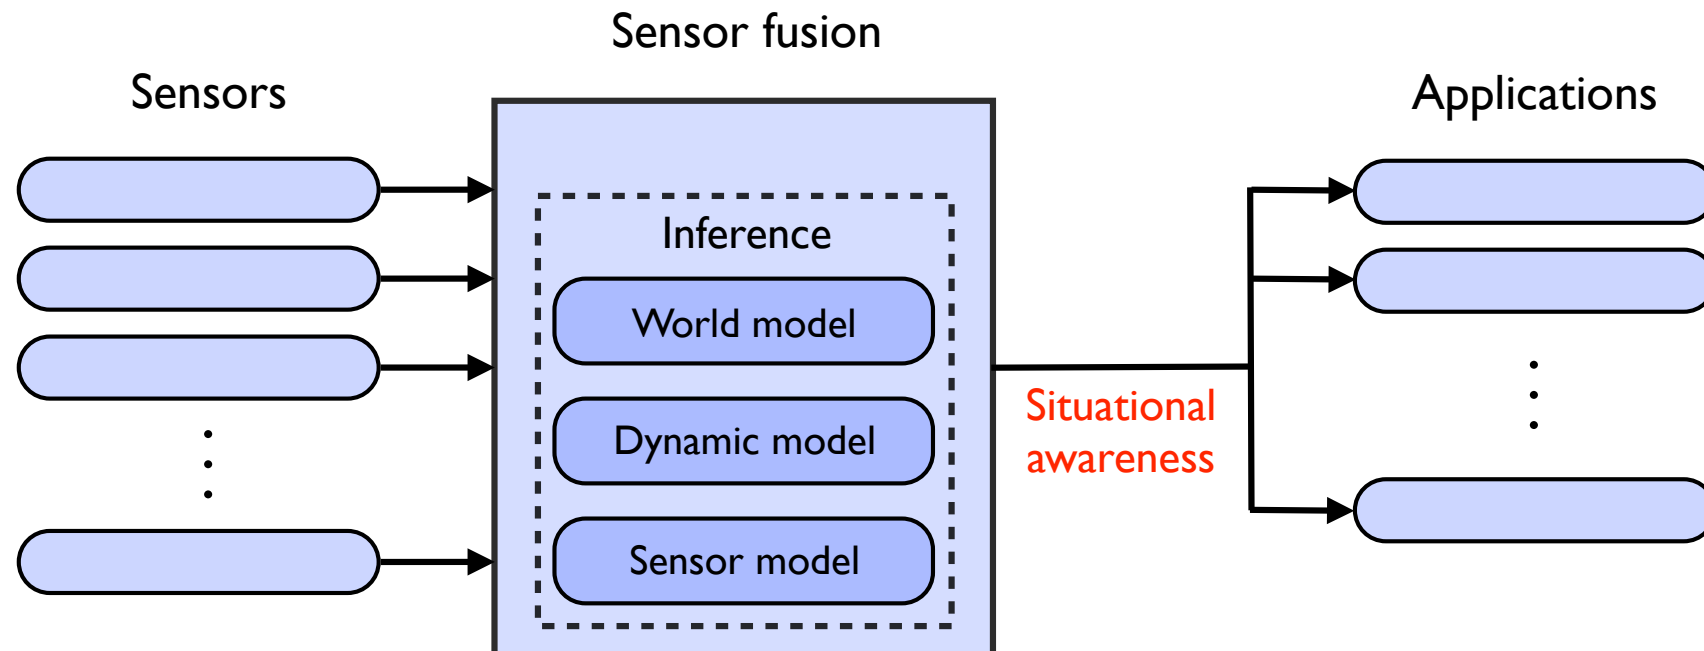 Sensor fusion
Sensors
Applications
Inference
World model
Dynamic model
Sensor model
Situational
awareness